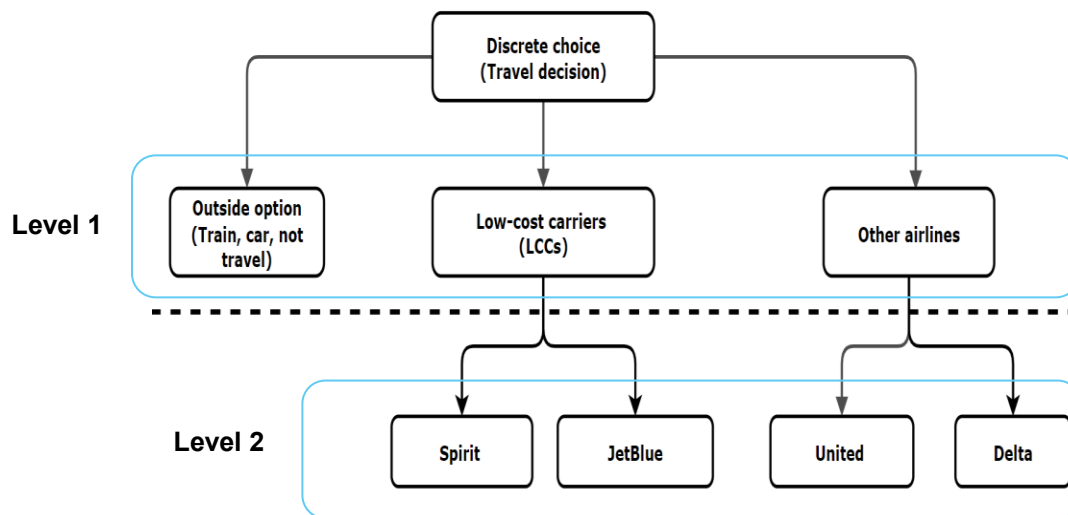 Discrete choice
(Travel decision)
Level 1
Outside option
(Train, car, not
travel)
Low-cost carriers
(LCCs)
Other airlines
Level 2
Spirit
JetBlue
United
Delta